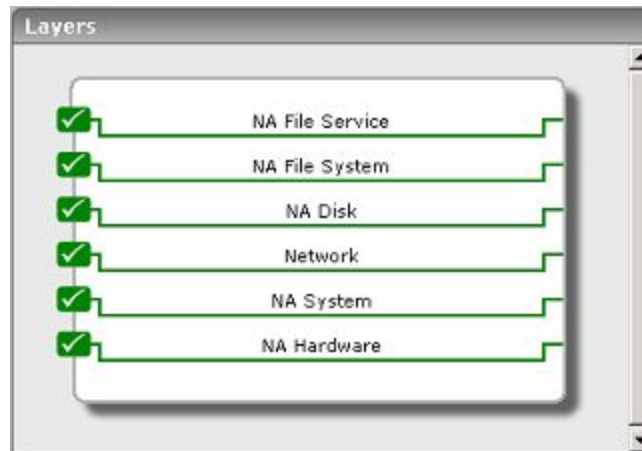 Layers
NA File Service
NA File System
NA Disk
Network
NA System
NA Hardware